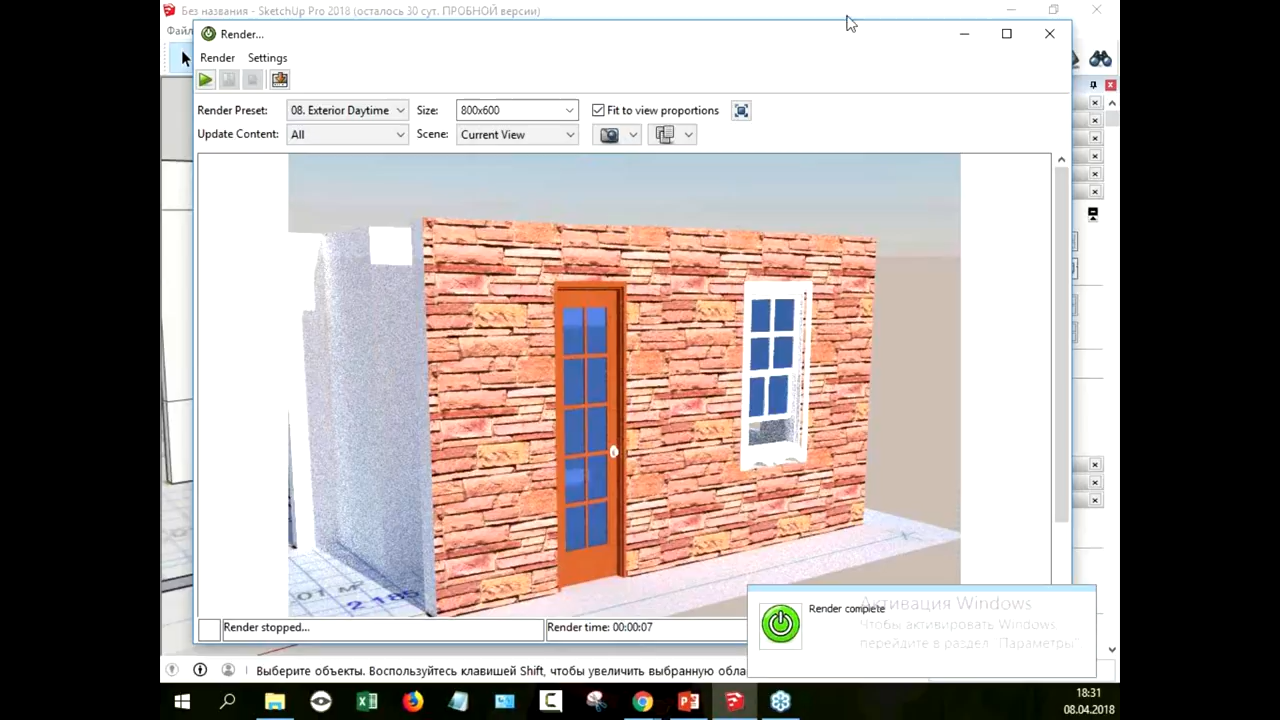 Без названия - SketchUp Pro 2018 (осталось 30 сут. ПРОБНОЙ версии)
Файл
Render...
Render Settings
Render Preset: 08. Exterior Daytime Size: 800x600 Fit to view proportions
Update Content: All Scene: Current View
Render stopped... Render time: 00:00:07
Render complete
Активация Windows
Чтобы активировать Windows,
перейдите в раздел "Параметры".
Выберите объекты. Воспользуйтесь клавишей Shift, чтобы увеличить выбранную обла
18:31
08.04.2018